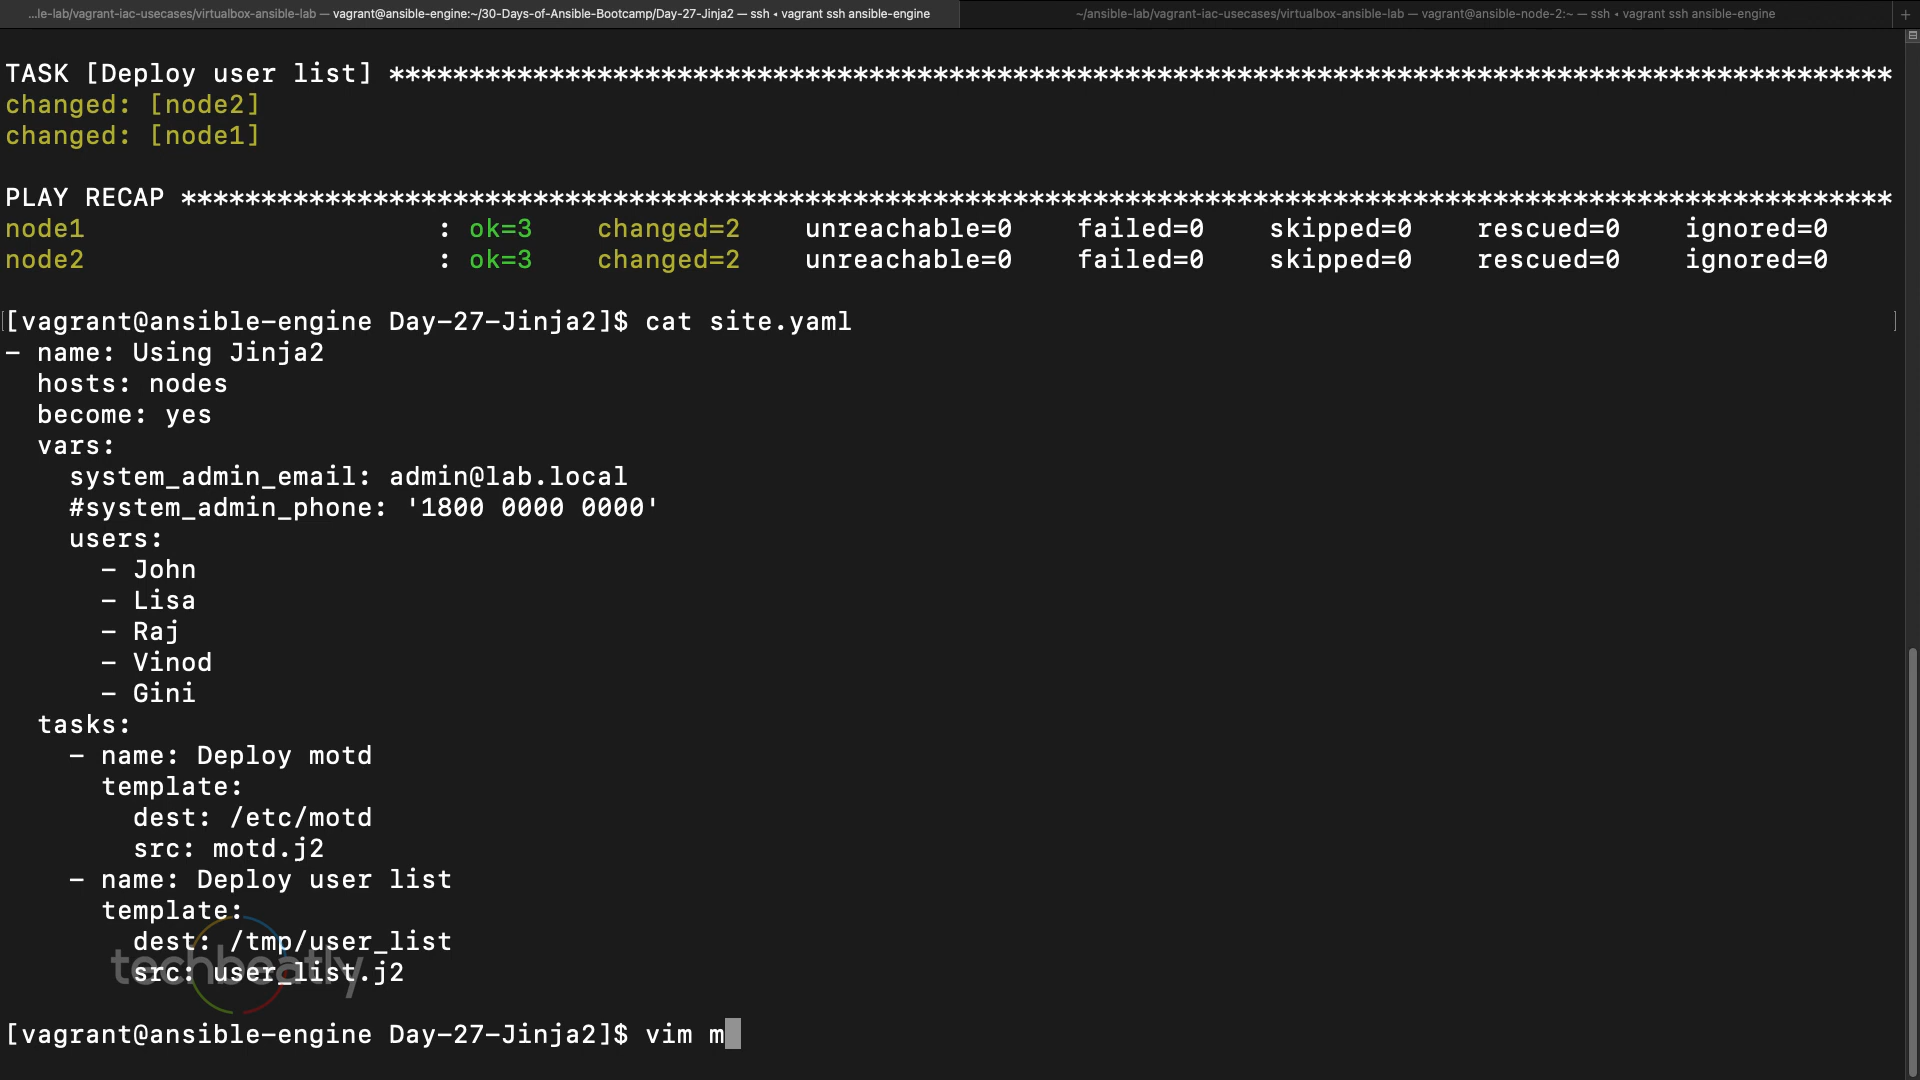 ...le-lab/vagrant-iac-usecases/virtualbox-ansible-lab — vagrant@ansible-engine:~/30-Days-of-Ansible-Bootcamp/Day-27-Jinja2 — ssh ◂ vagrant ssh ansible-engine
~/ansible-lab/vagrant-iac-usecases/virtualbox-ansible-lab — vagrant@ansible-node-2:~ — ssh ◂ vagrant ssh ansible-engine +
TASK [Deploy user list] **********************************************************************************************
changed: [node2]
changed: [node1]
PLAY RECAP ***********************************************************************************************************
node1 : ok=3 changed=2 unreachable=0 failed=0 skipped=0 rescued=0 ignored=0
node2 : ok=3 changed=2 unreachable=0 failed=0 skipped=0 rescued=0 ignored=0
[vagrant@ansible-engine Day-27-Jinja2]$ cat site.yaml
- name: Using Jinja2
  hosts: nodes
  become: yes
  vars:
    system_admin_email: admin@lab.local
    #system_admin_phone: '1800 0000 0000'
    users:
      - John
      - Lisa
      - Raj
      - Vinod
      - Gini
  tasks:
    - name: Deploy motd
      template:
        dest: /etc/motd
        src: motd.j2
    - name: Deploy user list
      template:
        dest: /tmp/user_list
        src: user_list.j2
techbeatly
[vagrant@ansible-engine Day-27-Jinja2]$ vim m